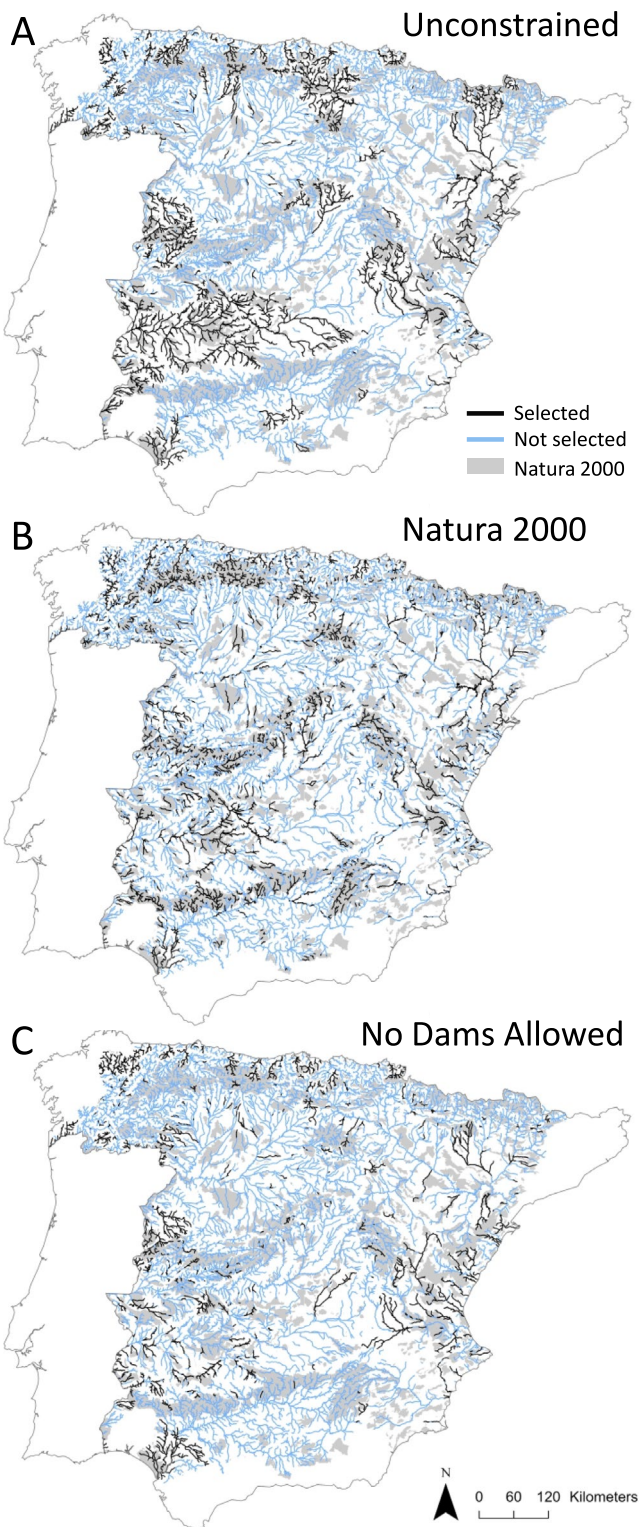 A
Unconstrained
Selected
Not selected
Natura 2000
B
Natura 2000
C
No Dams Allowed
N
0 60 120 Kilometers